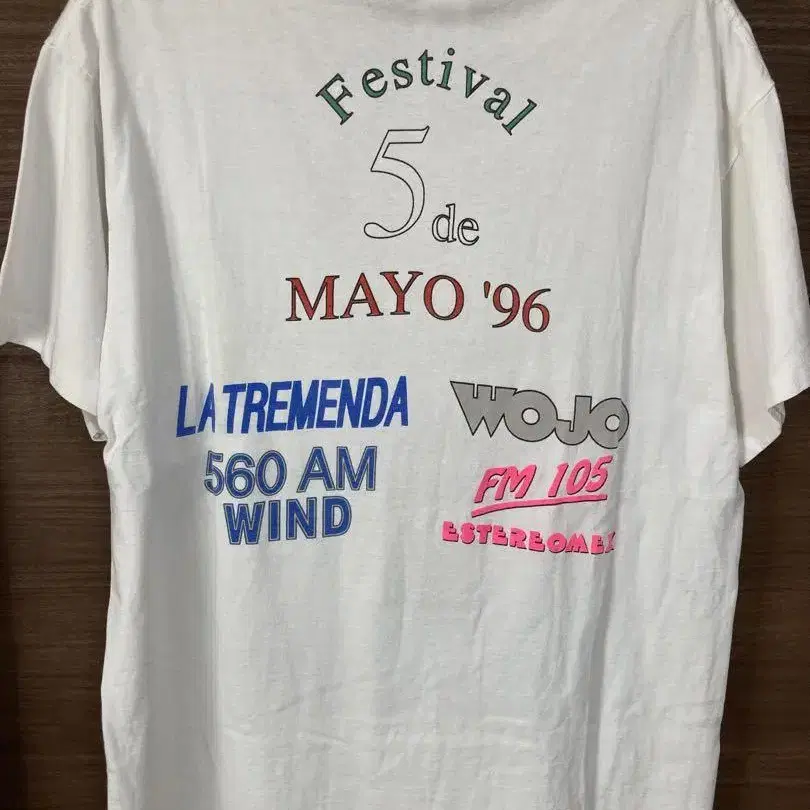 Festival
5 de
MAYO '96
LA TREMENDA
560 AM
WIND
WOJO
FM 105
ESTEREOMEX